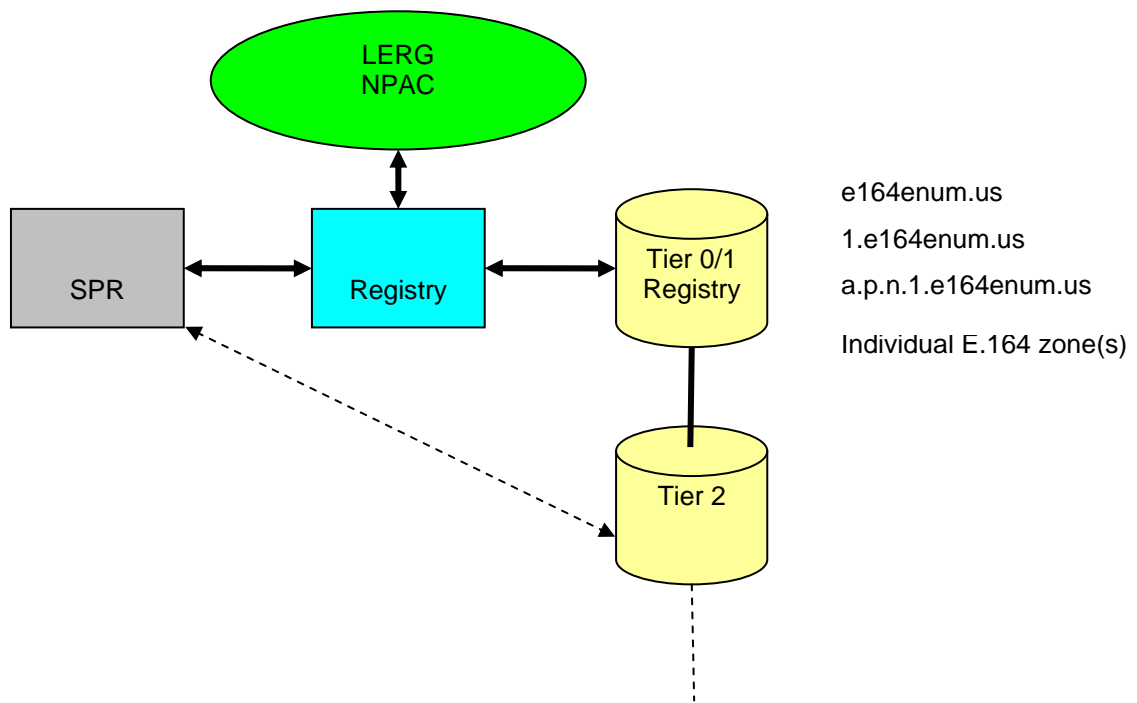 LERG
NPAC
SPR
Registry
Tier 0/1
Registry
e164enum.us
1.e164enum.us
a.p.n.1.e164enum.us
Individual E.164 zone(s)
Tier 2